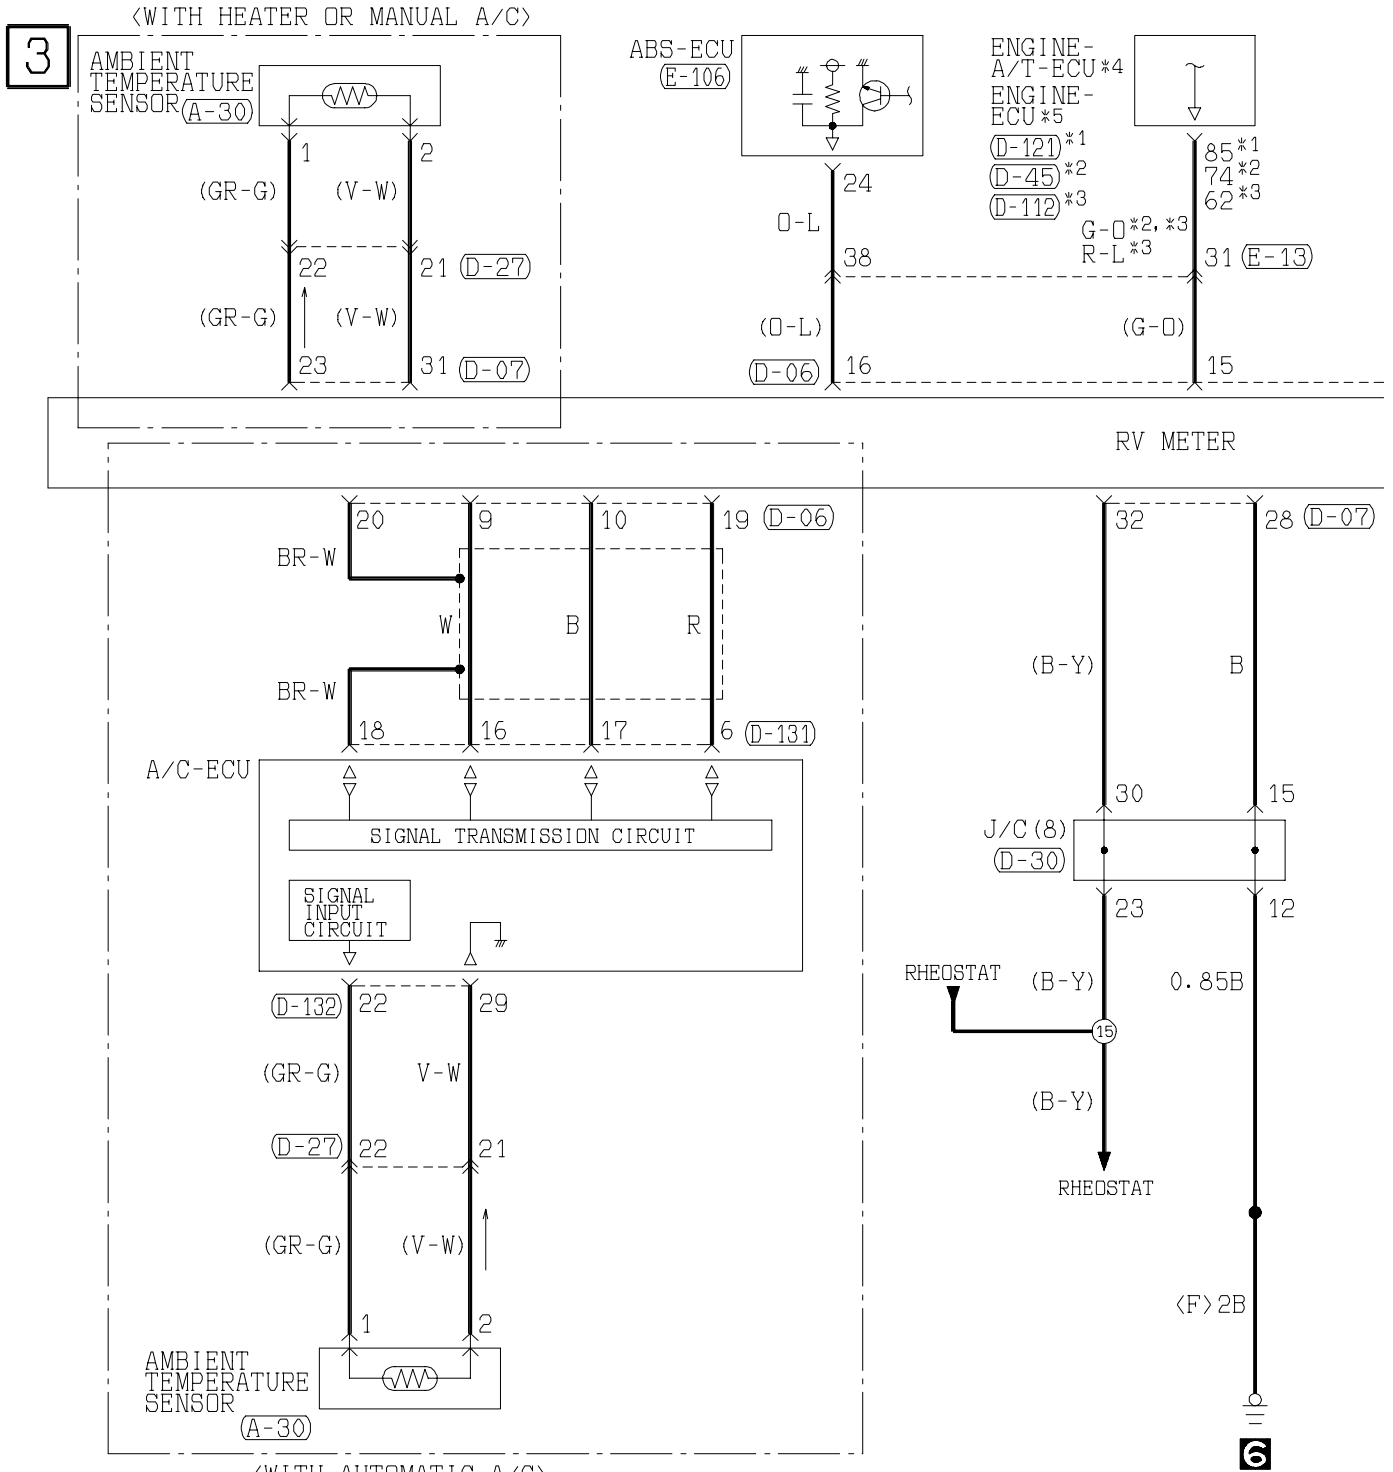 〈WITH HEATER OR MANUAL A/C〉
3
AMBIENT
TEMPERATURE
SENSOR (A-30)
1
2
(GR-G)
(V-W)
22
21 (D-27)
(GR-G)
(V-W)
23
31 (D-07)
ABS-ECU
(E-106)
24
O-L
38
(O-L)
(D-06) 16
ENGINE-
A/T-ECU*4
ENGINE-
ECU*5
(D-121)*1
(D-45)*2
(D-112)*3
85*1
74*2
62*3
G-O*2,*3
R-L*3
31 (E-13)
(G-O)
15
RV METER
20
9
10
19 (D-06)
BR-W
W
B
R
BR-W
18
16
17
6 (D-131)
A/C-ECU
SIGNAL TRANSMISSION CIRCUIT
SIGNAL
INPUT
CIRCUIT
(D-132) 22
29
(GR-G)
V-W
(D-27) 22
21
(GR-G)
(V-W)
1
2
AMBIENT
TEMPERATURE
SENSOR
(A-30)
〈WITH AUTOMATIC A/C〉
32
28 (D-07)
(B-Y)
B
30
15
J/C(8)
(D-30)
23
12
RHEOSTAT
(B-Y)
0.85B
15
(B-Y)
RHEOSTAT
〈F〉2B
6